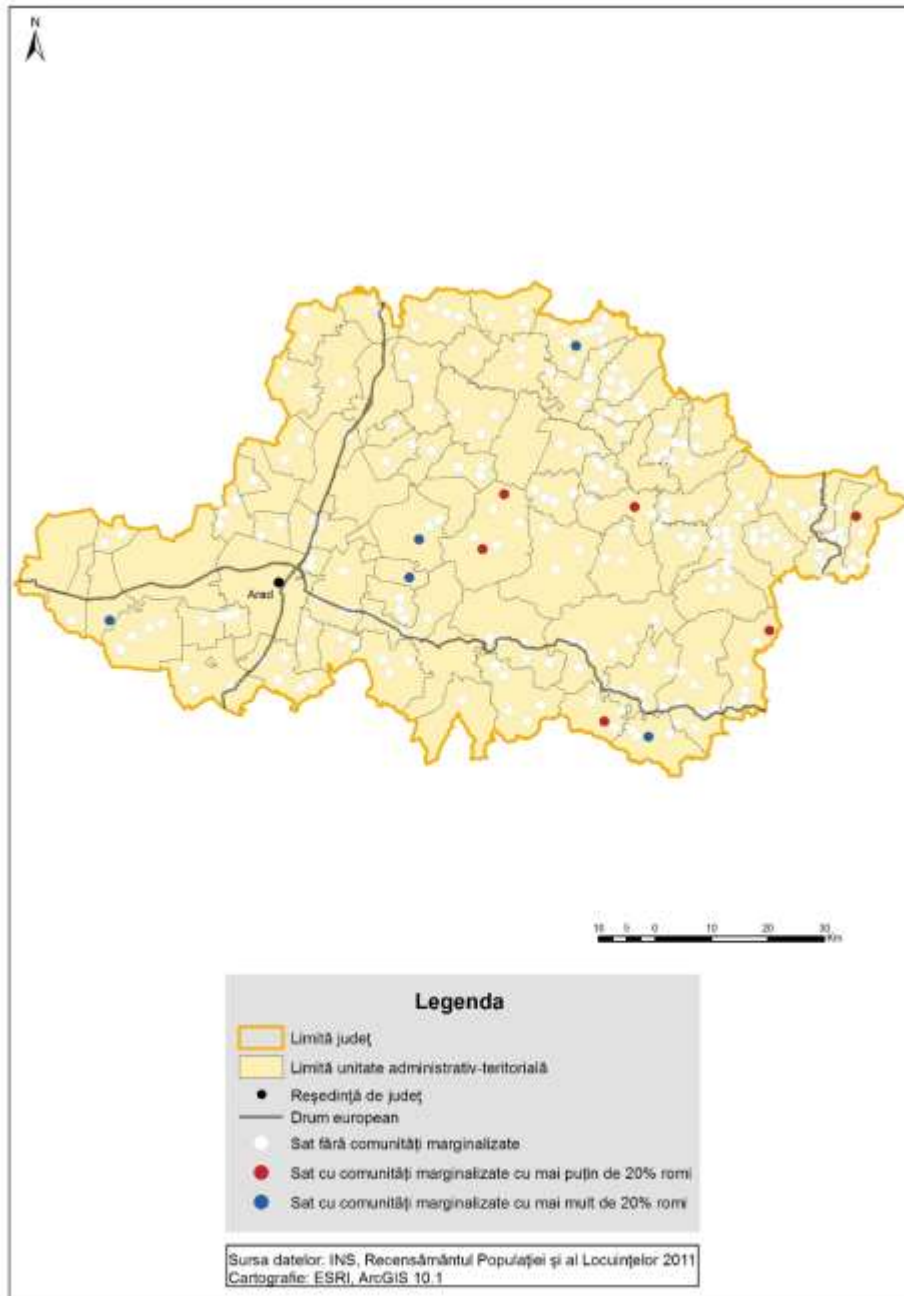 N
Arad
10 5 0 10 20 30
Km
Legenda
Limită județ
Limită unitate administrativ-teritorială
Reședință de județ
Drum european
Sat fără comunități marginalizate
Sat cu comunități marginalizate cu mai puțin de 20% romi
Sat cu comunități marginalizate cu mai mult de 20% romi
Sursa datelor: INS, Recensământul Populației și al Locuințelor 2011
Cartografie: ESRI, ArcGIS 10.1